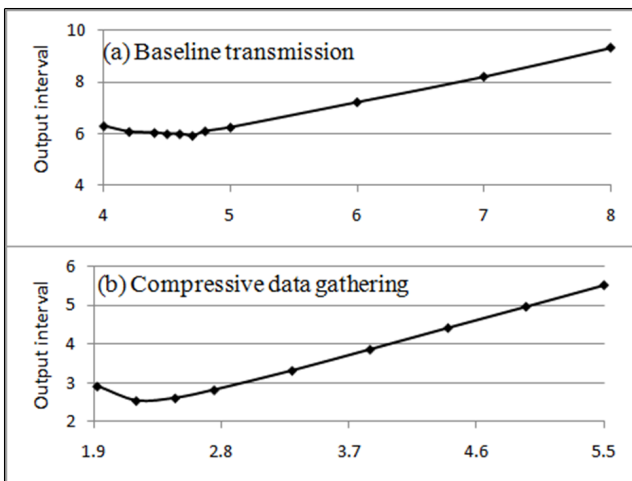 10
(a) Baseline transmission
8
6
4
Output interval
4 5 6 7 8
6
(b) Compressive data gathering
5
4
3
2
Output interval
1.9 2.8 3.7 4.6 5.5